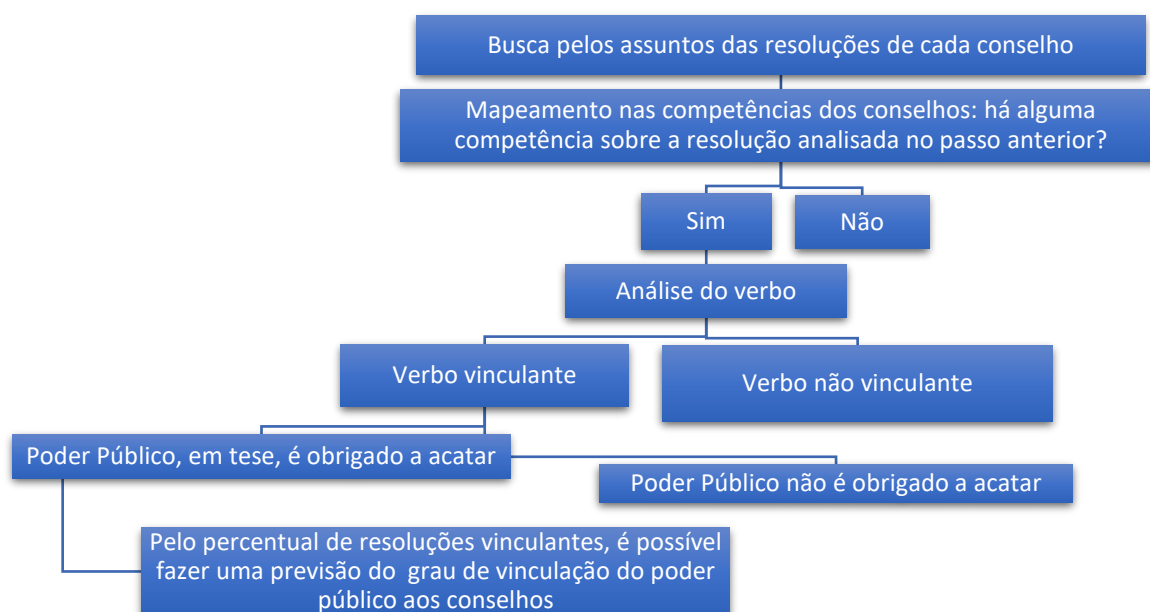 Busca pelos assuntos das resoluções de cada conselho
Mapeamento nas competências dos conselhos: há alguma
competência sobre a resolução analisada no passo anterior?
Sim
Não
Análise do verbo
Verbo vinculante
Verbo não vinculante
Poder Público, em tese, é obrigado a acatar
Poder Público não é obrigado a acatar
Pelo percentual de resoluções vinculantes, é possível
fazer uma previsão do grau de vinculação do poder
público aos conselhos